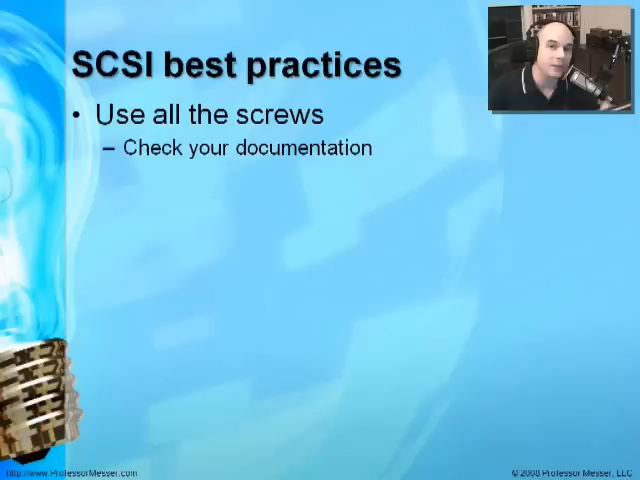 SCSI best practices
• Use all the screws
– Check your documentation
http://www.ProfessorMesser.com
© 2008 Professor Messer, LLC